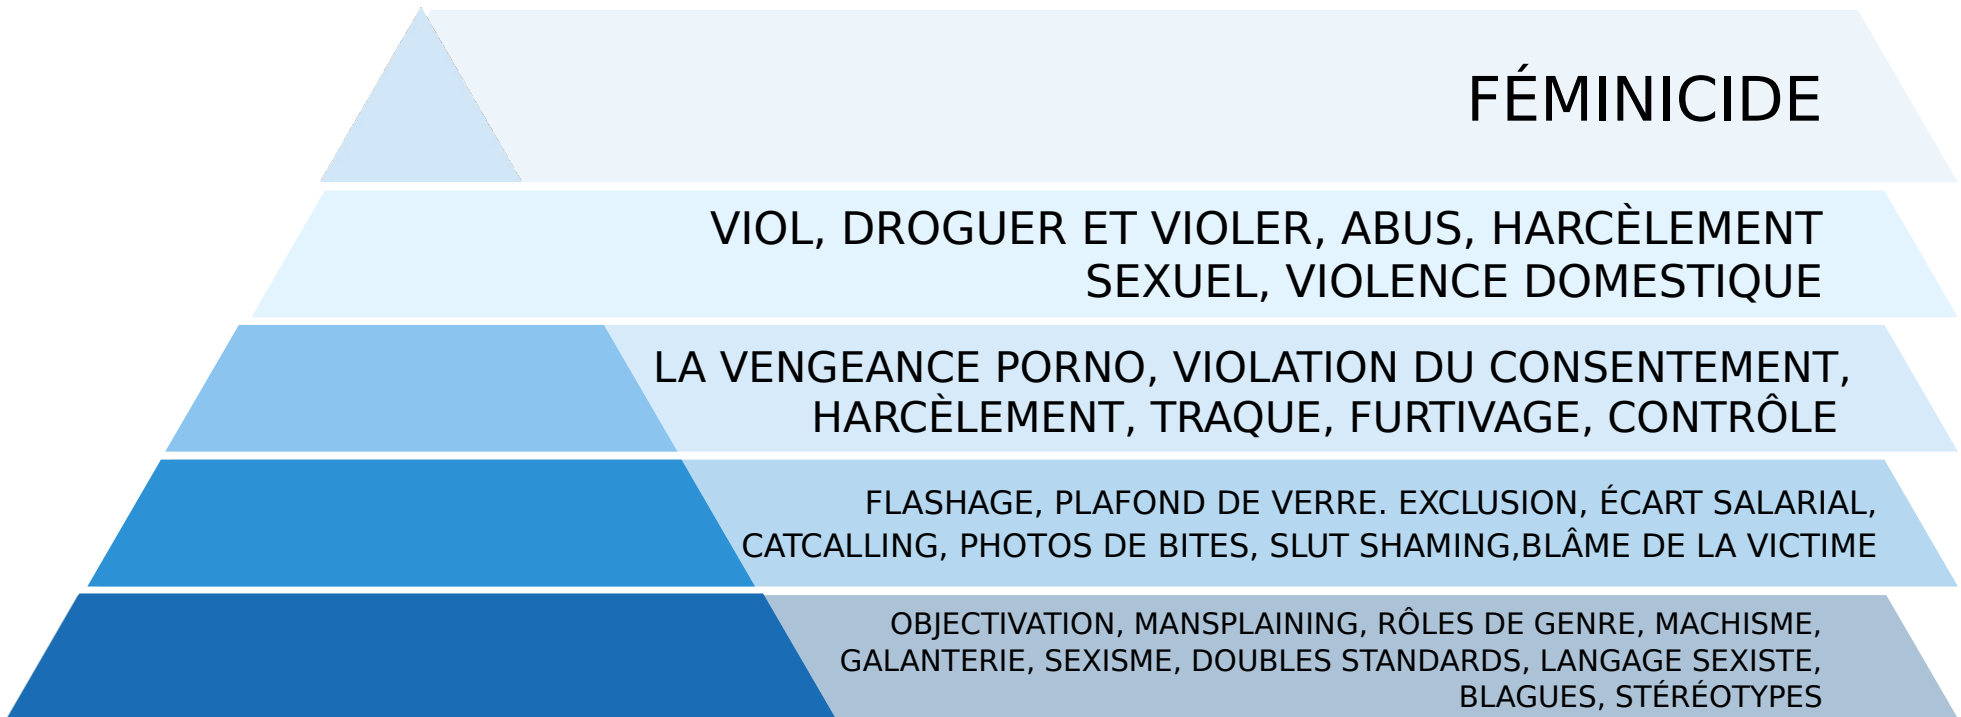 FÉMINICIDE
VIOL, DROGUER ET VIOLER, ABUS, HARCÈLEMENT
SEXUEL, VIOLENCE DOMESTIQUE
LA VENGEANCE PORNO, VIOLATION DU CONSENTEMENT,
HARCÈLEMENT, TRAQUE, FURTIVAGE, CONTRÔLE
FLASHAGE, PLAFOND DE VERRE. EXCLUSION, ÉCART SALARIAL,
CATCALLING, PHOTOS DE BITES, SLUT SHAMING,BLÂME DE LA VICTIME
OBJECTIVATION, MANSPLAINING, RÔLES DE GENRE, MACHISME,
GALANTERIE, SEXISME, DOUBLES STANDARDS, LANGAGE SEXISTE,
BLAGUES, STÉRÉOTYPES